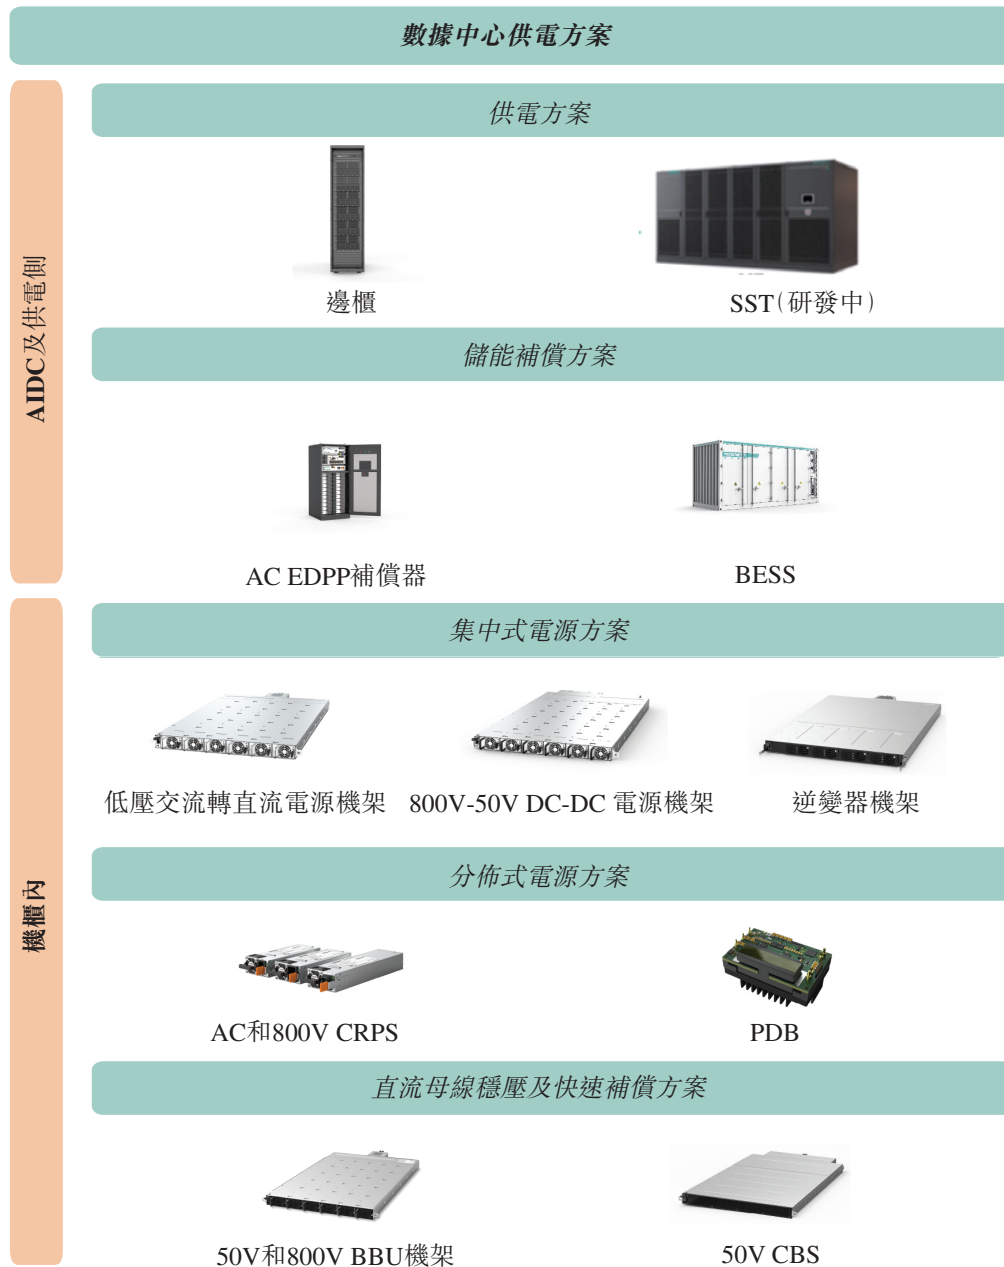 數據中心供電方案
AIDC及供電側
供電方案
邊櫃
SST(研發中)
儲能補償方案
AC EDPP補償器
BESS
機櫃內
集中式電源方案
低壓交流轉直流電源機架
800V-50V DC-DC 電源機架
逆變器機架
分佈式電源方案
AC和800V CRPS
PDB
直流母線穩壓及快速補償方案
50V和800V BBU機架
50V CBS